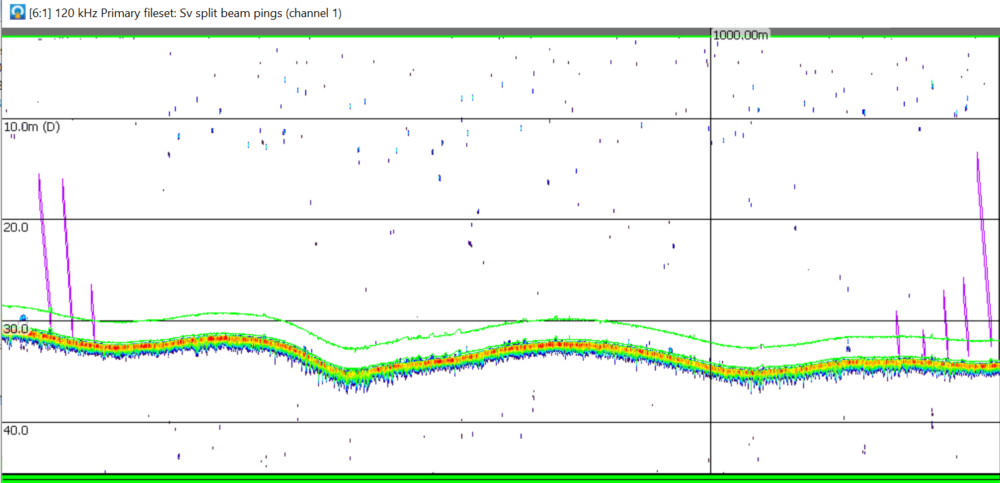 [6:1] 120 kHz Primary fileset: Sv split beam pings (channel 1)
1000.00m
10.0m (D)
20.0
30.0
40.0